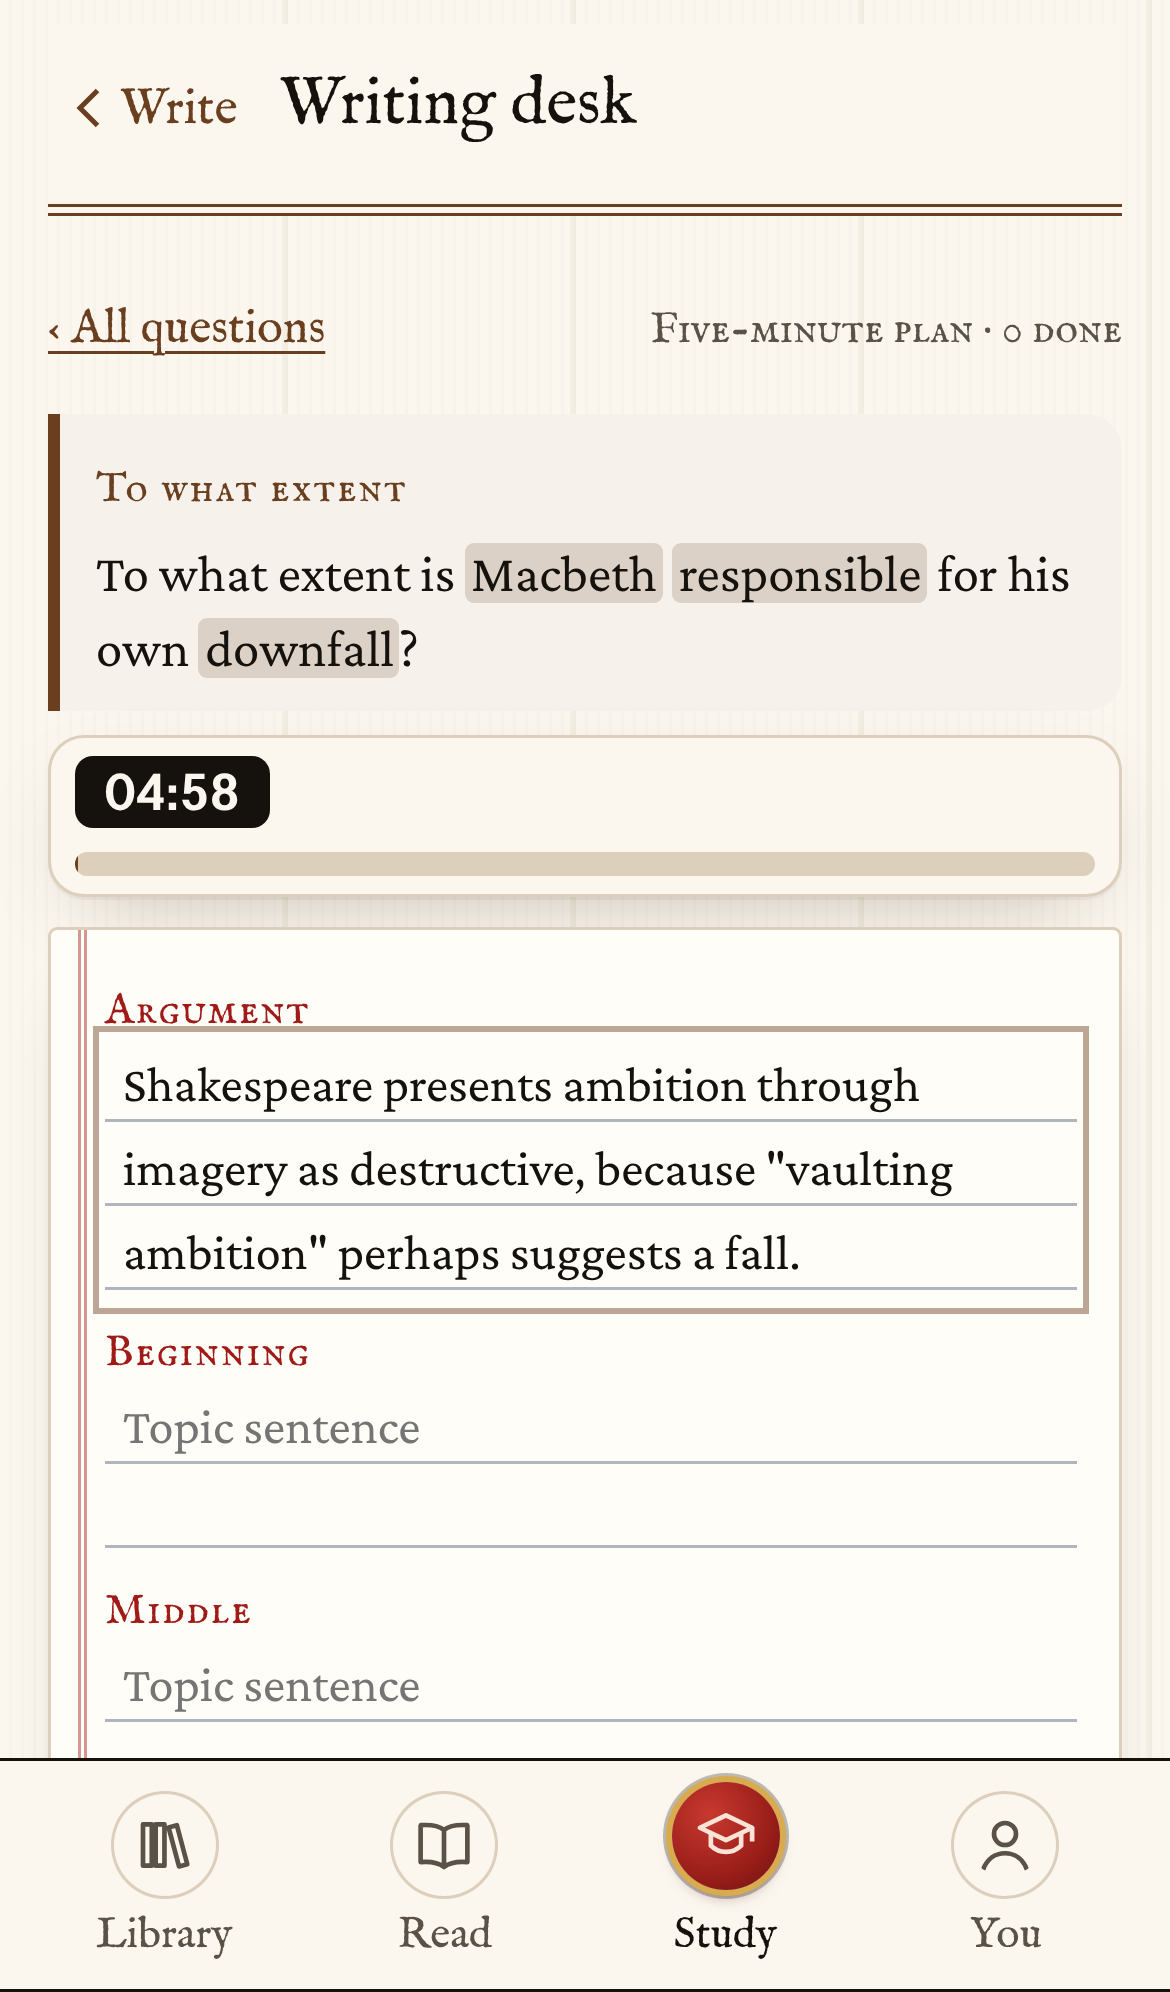 Write Writing desk
‹ All questions Five-minute plan · 0 done
To what extent
To what extent is Macbeth responsible for his
own downfall?
04:58
Argument
Shakespeare presents ambition through
imagery as destructive, because "vaulting
ambition" perhaps suggests a fall.
Beginning
Topic sentence
Middle
Topic sentence
Library Read Study You